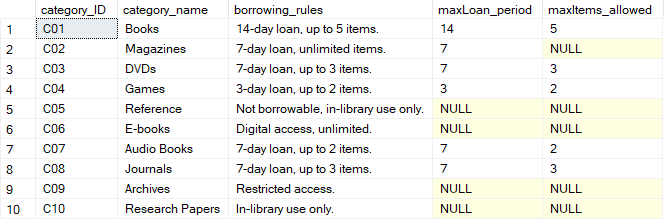 category_ID category_name borrowing_rules maxLoan_period maxItems_allowed
1 C01 Books 14-day loan, up to 5 items. 14 5
2 C02 Magazines 7-day loan, unlimited items. 7 NULL
3 C03 DVDs 7-day loan, up to 3 items. 7 3
4 C04 Games 3-day loan, up to 2 items. 3 2
5 C05 Reference Not borrowable, in-library use only. NULL NULL
6 C06 E-books Digital access, unlimited. NULL NULL
7 C07 Audio Books 7-day loan, up to 2 items. 7 2
8 C08 Journals 7-day loan, up to 3 items. 7 3
9 C09 Archives Restricted access. NULL NULL
10 C10 Research Papers In-library use only. NULL NULL